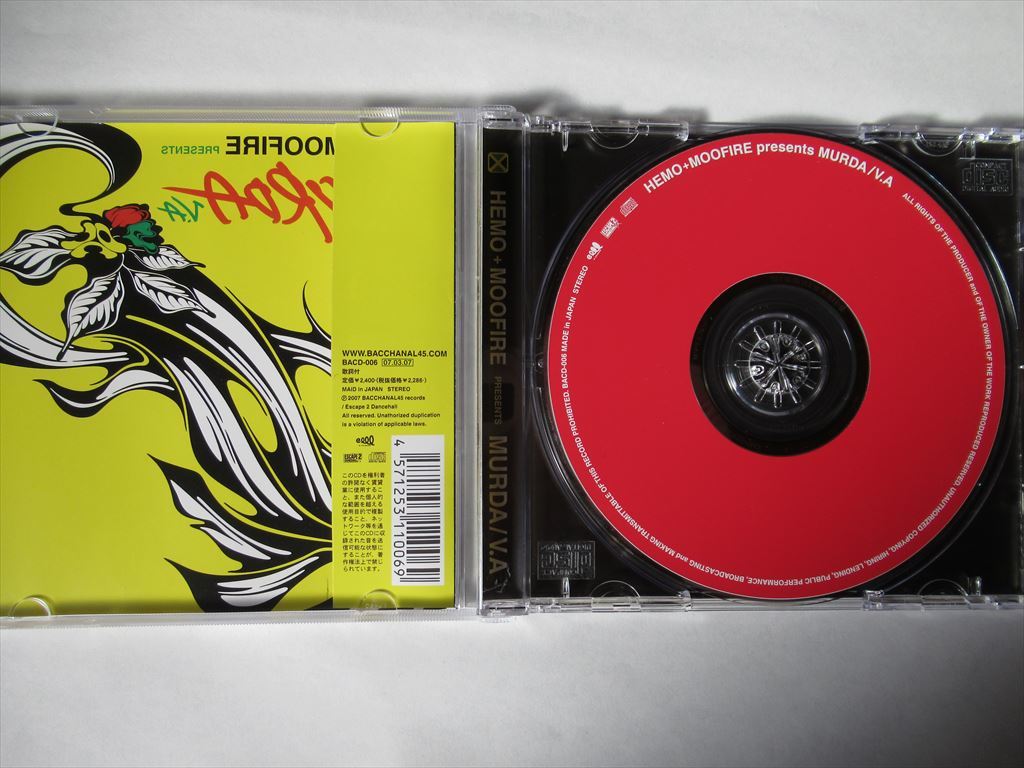 MOOFIRE PRESENTS
V.A
WWW.BACCHANAL45.COM
BACD-006 07.03.07
歌詞付
定価¥2,400(税抜価格¥2,286)
MAID in JAPAN STEREO
Ⓟ2007 BACCHANAL45 records
/ Escape 2 Dancehall
All reserved. Unathorized duplication
is a violation of applicable laws.
このCDを権利者
の許諾なく賃貸
業に使用するこ
と、また個人的
な範囲を越える
使用目的で複製
すること、ネッ
トワーク等を通
じてこのCDに収
録された音を送
信可能な状態に
することが、著
作権法上で禁じ
られています。
4571253110069
HEMO+MOOFIRE PRESENTS MURDA/V.A
HEMO+MOOFIRE presents MURDA/V.A
ALL RIGHTS OF THE PRODUCER and OF THE OWNER OF THE WORK REPRODUCED RESERVED. UNAUTHORIZED COPYING, HIRING, LENDING, PUBLIC PERFORMANCE, BROADCASTING and MAKING TRANSMITTABLE OF THIS RECORD PROHIBITED. BACD-006 MADE in JAPAN STEREO
COMPACT
disc
DIGITAL AUDIO